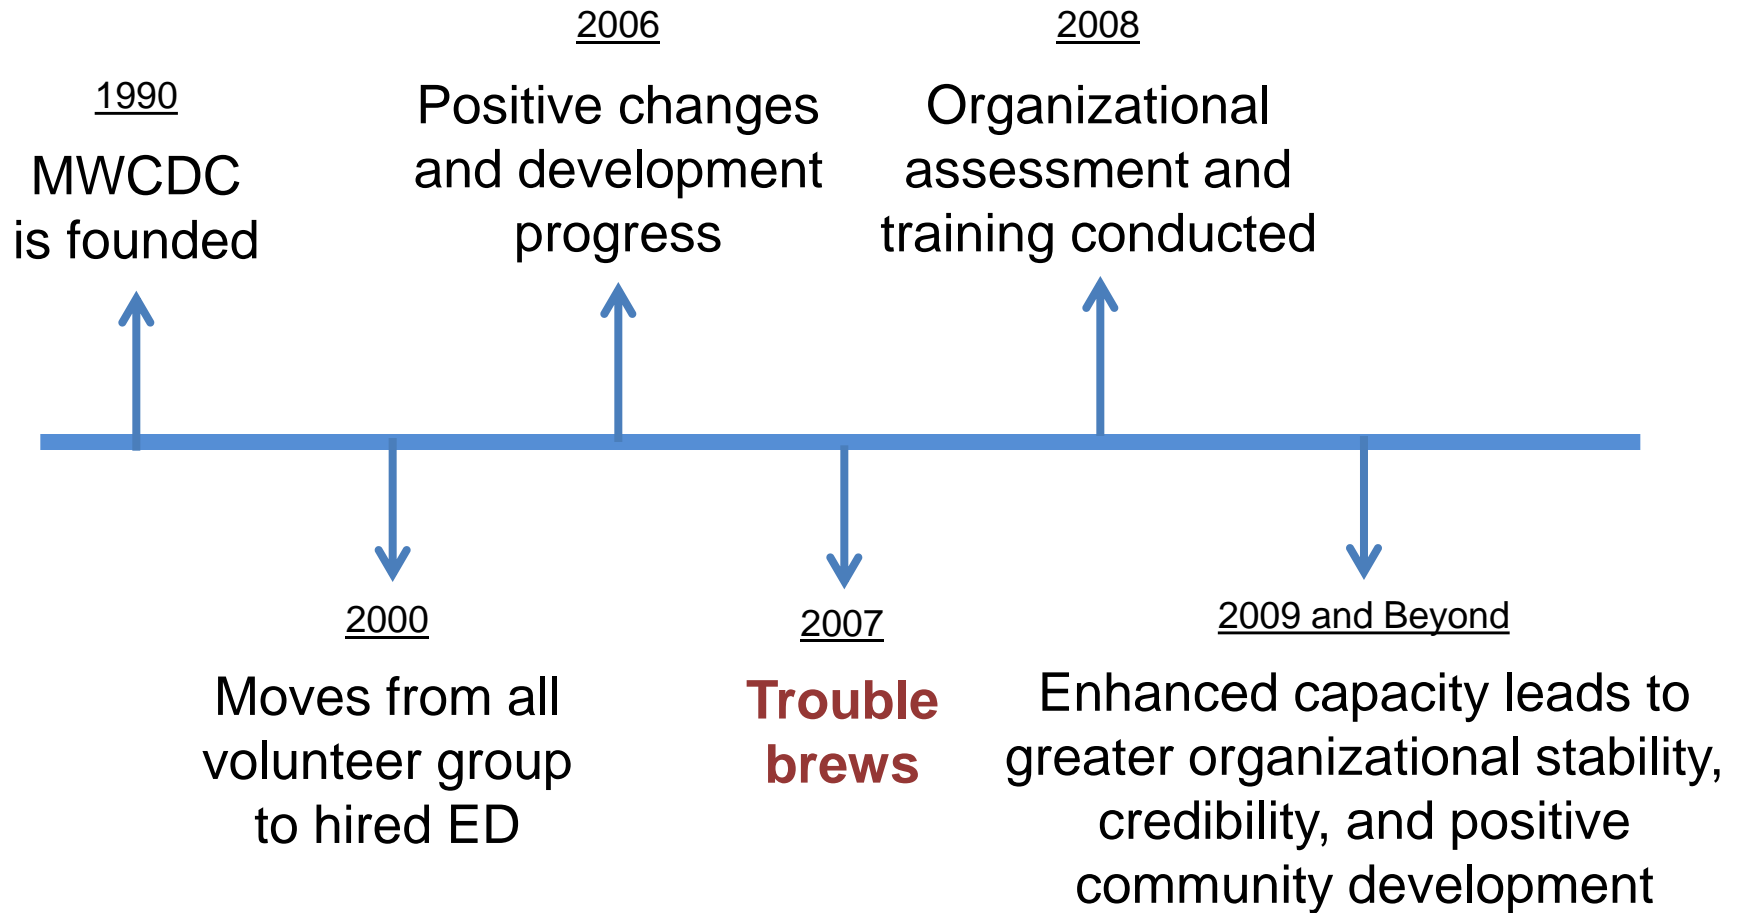 1990
MWCDC
is founded
2000
Moves from all
volunteer group
to hired ED
2006
Positive changes
and development
progress
2007
Trouble
brews
2008
Organizational
assessment and
training conducted
2009 and Beyond
Enhanced capacity leads to
greater organizational stability,
credibility, and positive
community development